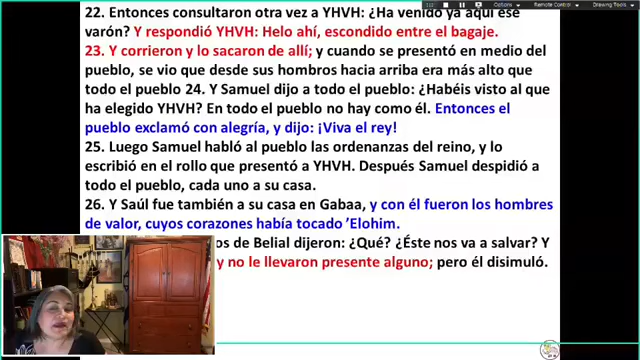 Options
Remote Control
Drawing Tools
22. Entonces consultaron otra vez a YHVH: ¿Ha venido ya aquí ese
varón? Y respondió YHVH: Helo ahí, escondido entre el bagaje.
23. Y corrieron y lo sacaron de allí; y cuando se presentó en medio del
pueblo, se vio que desde sus hombros hacia arriba era más alto que
todo el pueblo 24. Y Samuel dijo a todo el pueblo: ¿Habéis visto al que
ha elegido YHVH? En todo el pueblo no hay como él. Entonces el
pueblo exclamó con alegría, y dijo: ¡Viva el rey!
25. Luego Samuel habló al pueblo las ordenanzas del reino, y lo
escribió en el rollo que presentó a YHVH. Después Samuel despidió a
todo el pueblo, cada uno a su casa.
26. Y Saúl fue también a su casa en Gabaa, y con él fueron los hombres
de valor, cuyos corazones había tocado ’Elohim.
os de Belial dijeron: ¿Qué? ¿Éste nos va a salvar? Y
y no le llevaron presente alguno; pero él disimuló.